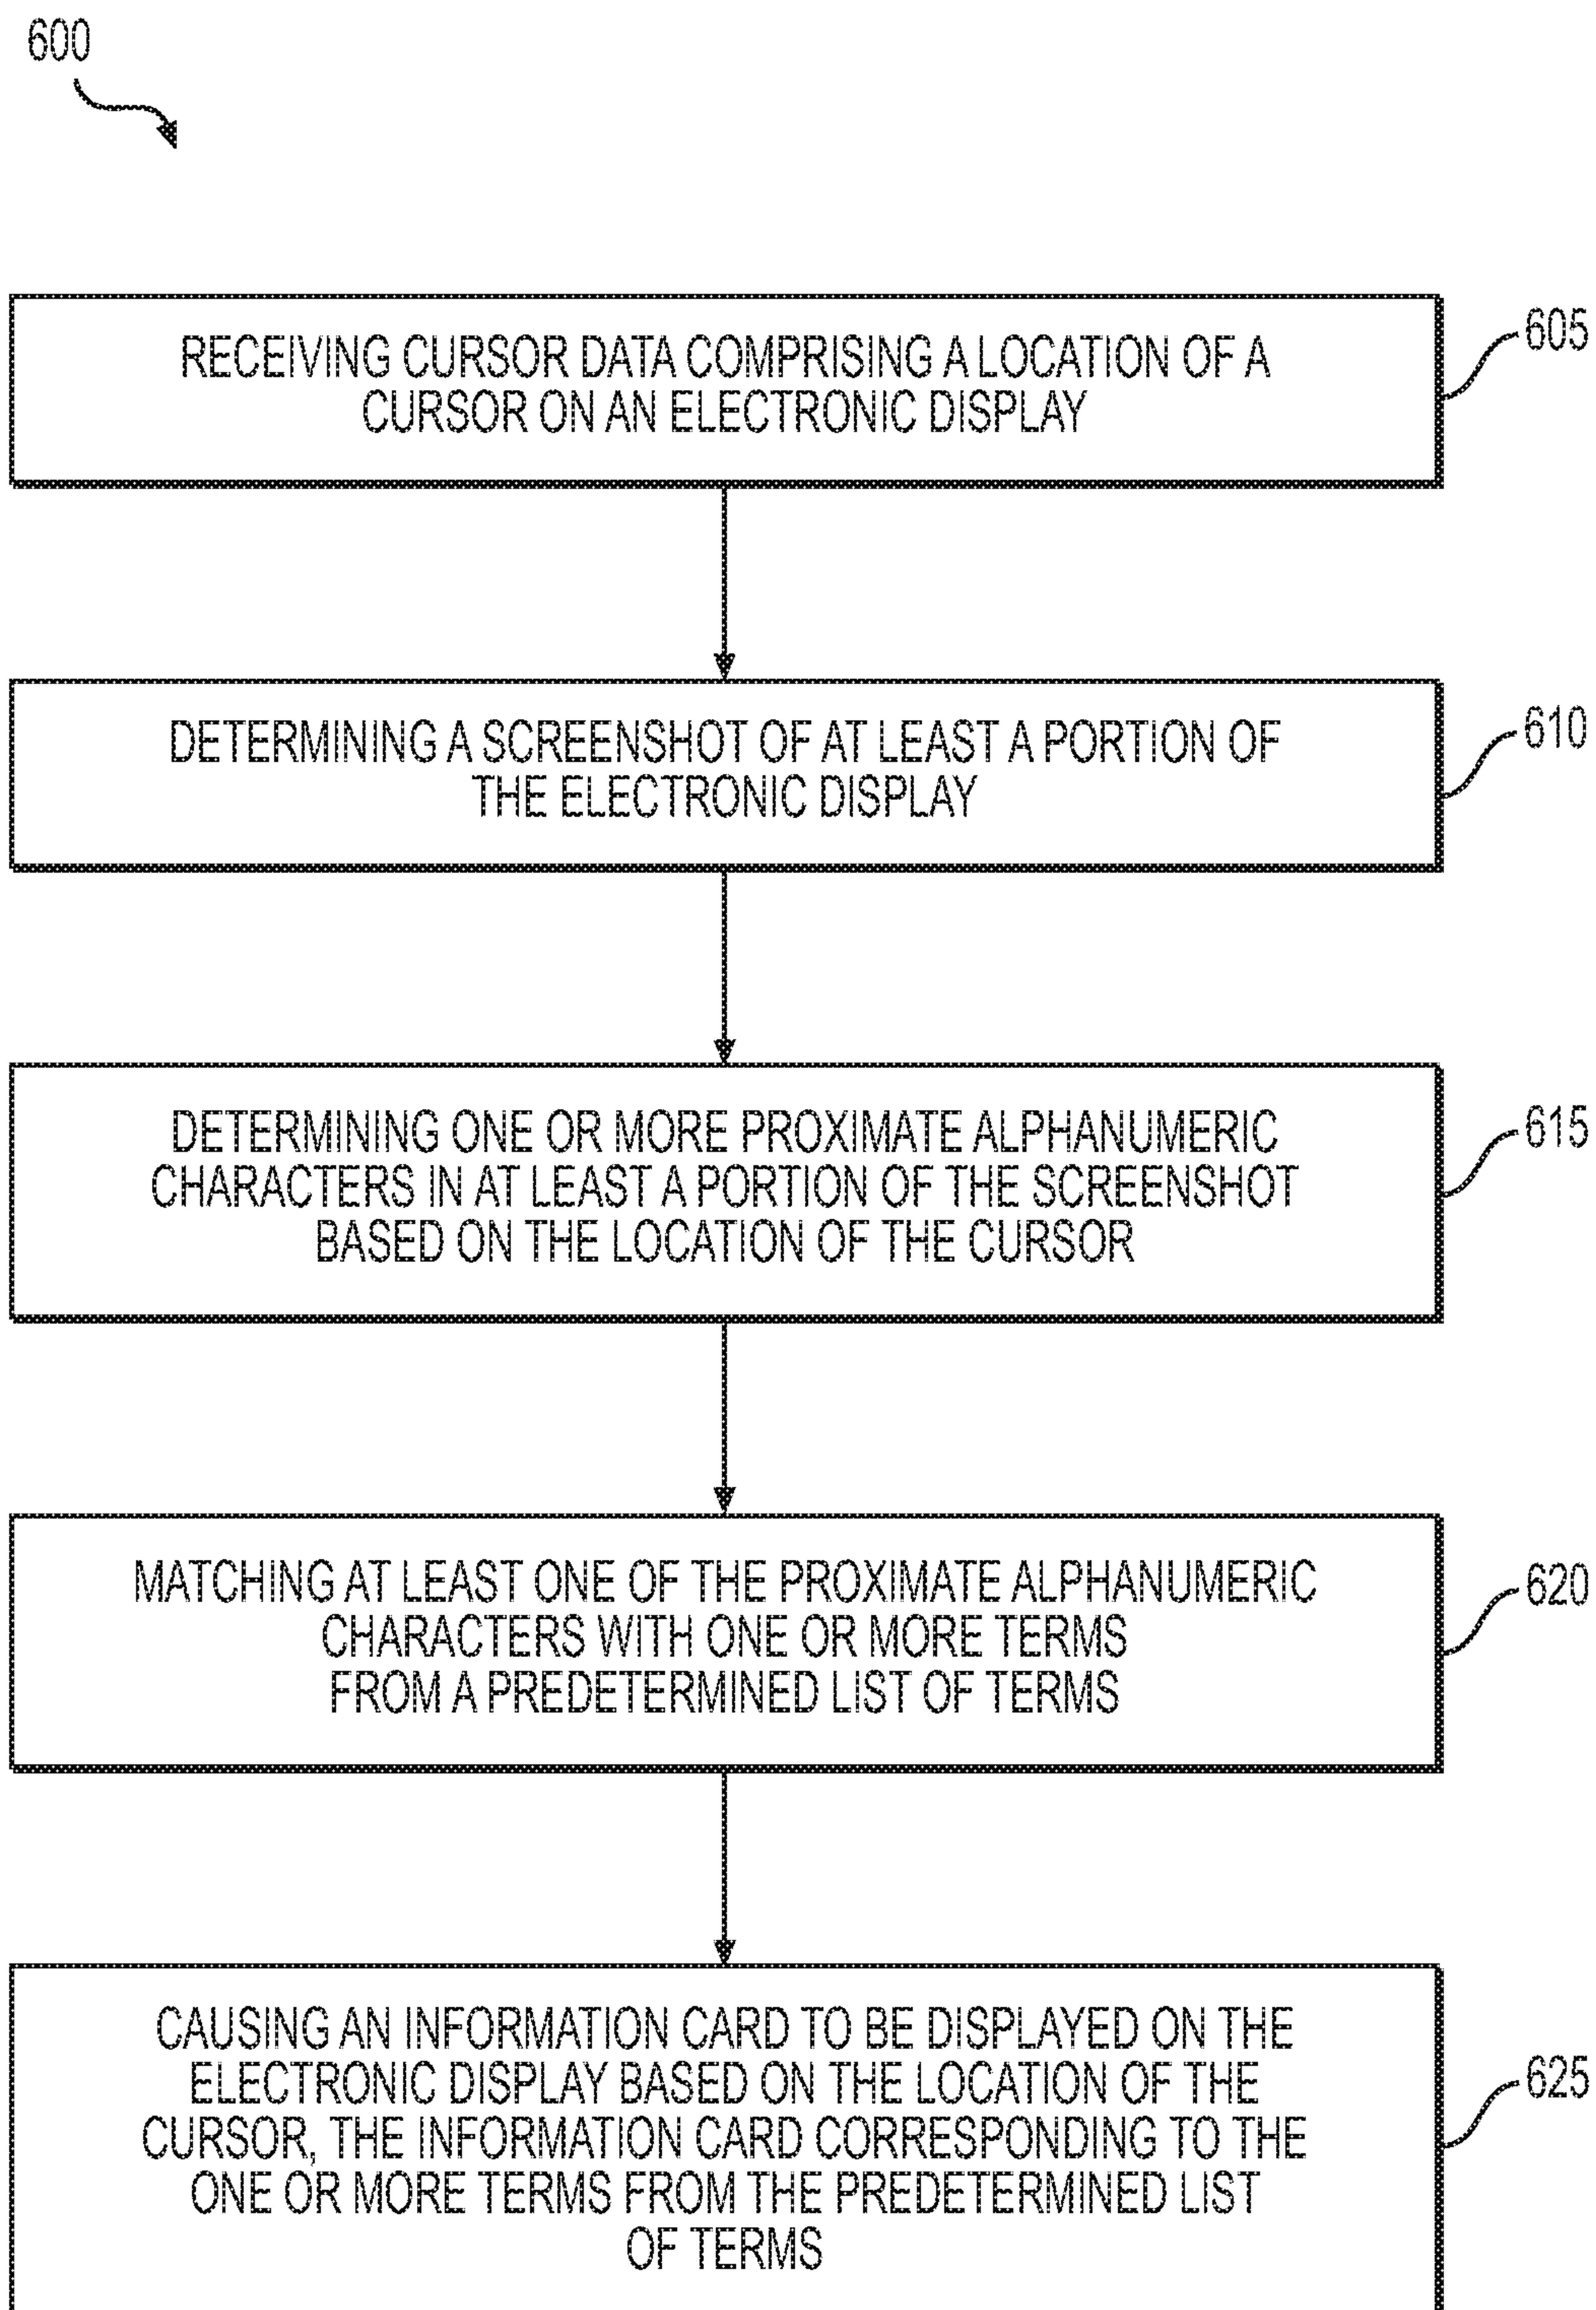 600
RECEIVING CURSOR DATA COMPRISING A LOCATION OF A
CURSOR ON AN ELECTRONIC DISPLAY
605
DETERMINING A SCREENSHOT OF AT LEAST A PORTION OF
THE ELECTRONIC DISPLAY
610
DETERMINING ONE OR MORE PROXIMATE ALPHANUMERIC
CHARACTERS IN AT LEAST A PORTION OF THE SCREENSHOT
BASED ON THE LOCATION OF THE CURSOR
615
MATCHING AT LEAST ONE OF THE PROXIMATE ALPHANUMERIC
CHARACTERS WITH ONE OR MORE TERMS
FROM A PREDETERMINED LIST OF TERMS
620
CAUSING AN INFORMATION CARD TO BE DISPLAYED ON THE
ELECTRONIC DISPLAY BASED ON THE LOCATION OF THE
CURSOR, THE INFORMATION CARD CORRESPONDING TO THE
ONE OR MORE TERMS FROM THE PREDETERMINED LIST
OF TERMS
625